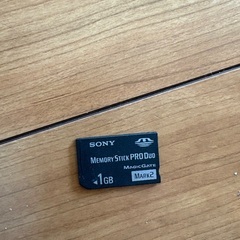 SONY
MEMORY STICK PRO DUO
MAGICGATE
1GB
MARK2